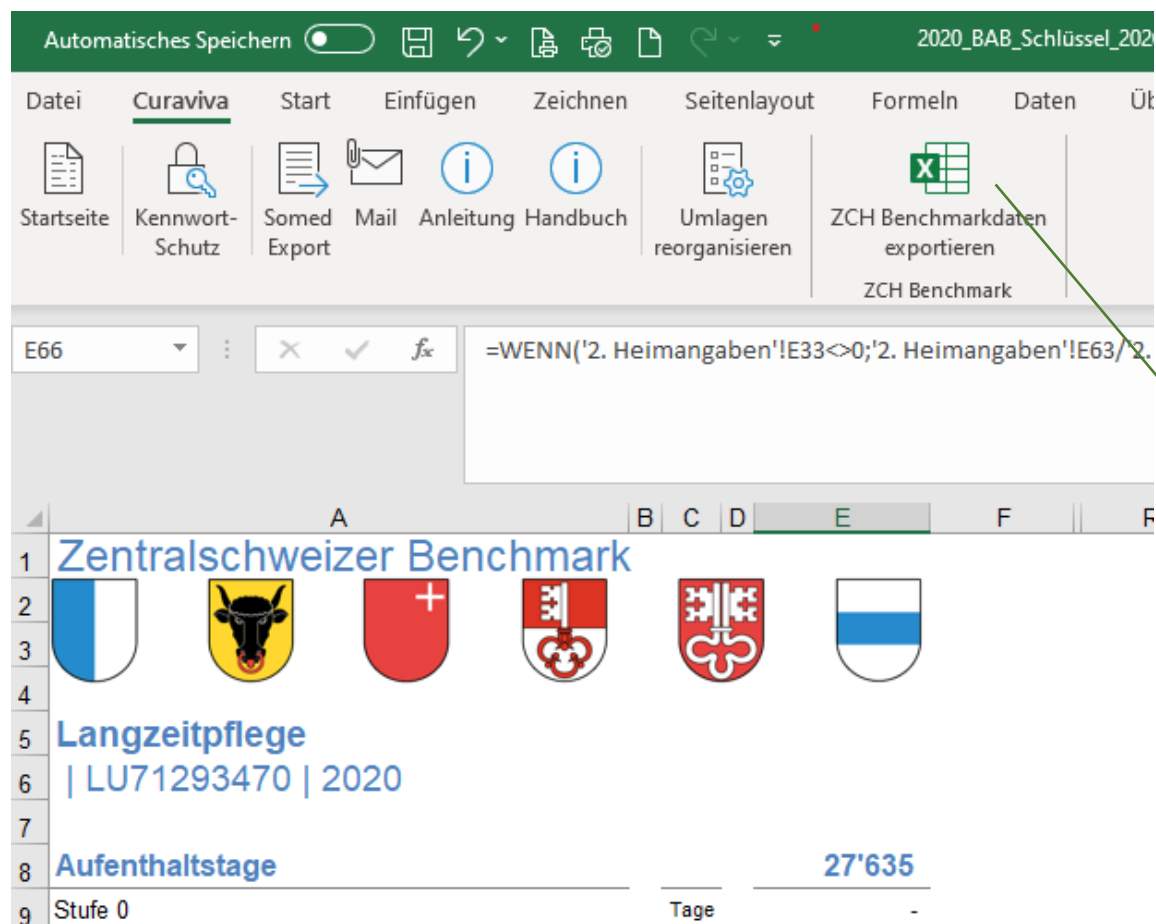 Automatisches Speichern 2020_BAB_Schlüssel_202
Datei Curaviva Start Einfügen Zeichnen Seitenlayout Formeln Daten Üb
Startseite Kennwort- Somed Mail Anleitung Handbuch Umlagen ZCH Benchmarkdaten
Schutz Export reorganisieren exportieren
ZCH Benchmark
E66 fx =WENN('2. Heimangaben'!E33<>0;'2. Heimangaben'!E63/'2.
A B C D E F
1 Zentralschweizer Benchmark
2
3
4
5 Langzeitpflege
6 | LU71293470 | 2020
7
8 Aufenthaltstage 27'635
9 Stufe 0 Tage -